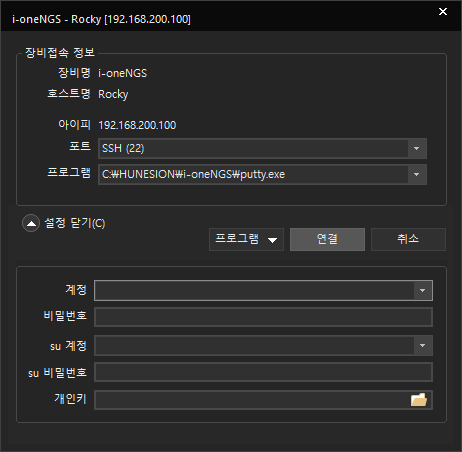 i-oneNGS - Rocky [192.168.200.100]
장비접속 정보
장비명 i-oneNGS
호스트명 Rocky
아이피 192.168.200.100
포트 SSH (22)
프로그램 C:₩HUNESION₩i-oneNGS₩putty.exe
설정 닫기(C)
프로그램 연결 취소
계정
비밀번호
su 계정
su 비밀번호
개인키